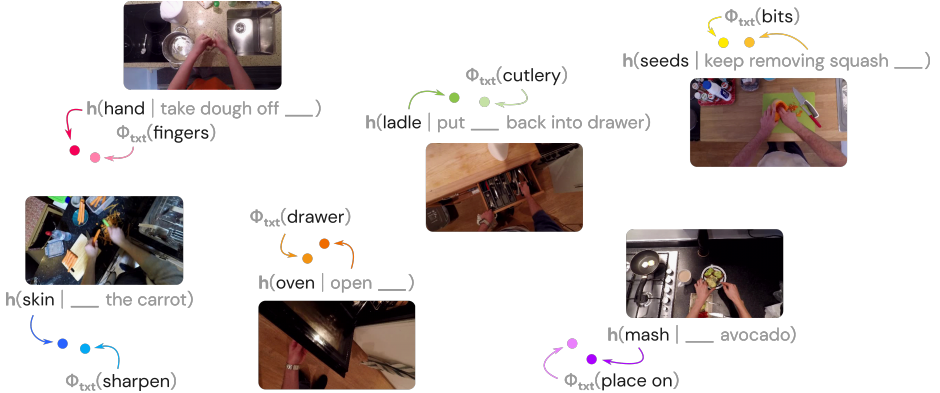 Φtxt(bits)
h(seeds | keep removing squash ___)
Φtxt(cutlery)
h(ladle | put ___ back into drawer)
h(hand | take dough off ___)
Φtxt(fingers)
Φtxt(drawer)
h(oven | open ___)
h(skin | ___ the carrot)
Φtxt(sharpen)
h(mash | ___ avocado)
Φtxt(place on)